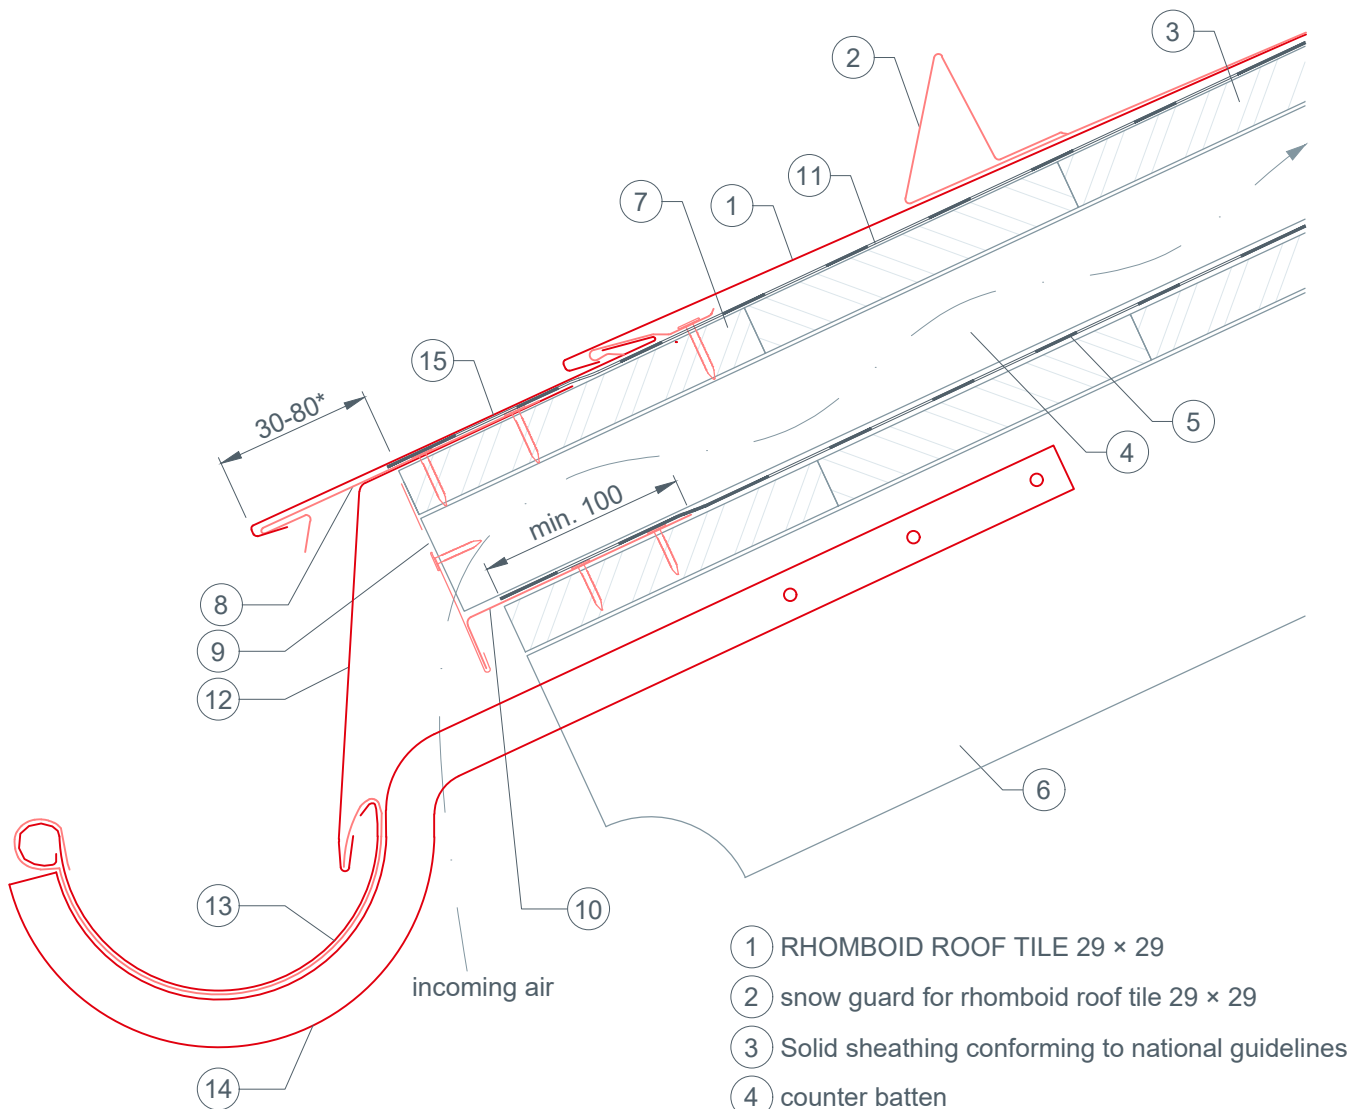 3
2
11
7
1
15
30-80*
5
4
min. 100
8
9
12
6
13
10
incoming air
14
1 RHOMBOID ROOF TILE 29 × 29
2 snow guard for rhomboid roof tile 29 × 29
3 Solid sheathing conforming to national guidelines
4 counter batten